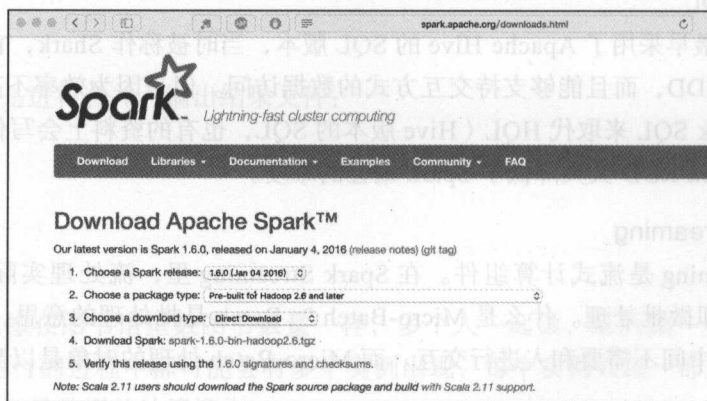 spark.apache.org/downloads.html
Spark™ Lightning-fast cluster computing
Download Libraries Documentation Examples Community FAQ
Download Apache Spark™
Our latest version is Spark 1.6.0, released on January 4, 2016 (release notes) (git tag)
1. Choose a Spark release: 1.6.0 (Jan 04 2016)
2. Choose a package type: Pre-built for Hadoop 2.6 and later
3. Choose a download type: Direct Download
4. Download Spark: spark-1.6.0-bin-hadoop2.6.tgz
5. Verify this release using the 1.6.0 signatures and checksums.
Note: Scala 2.11 users should download the Spark source package and build with Scala 2.11 support.